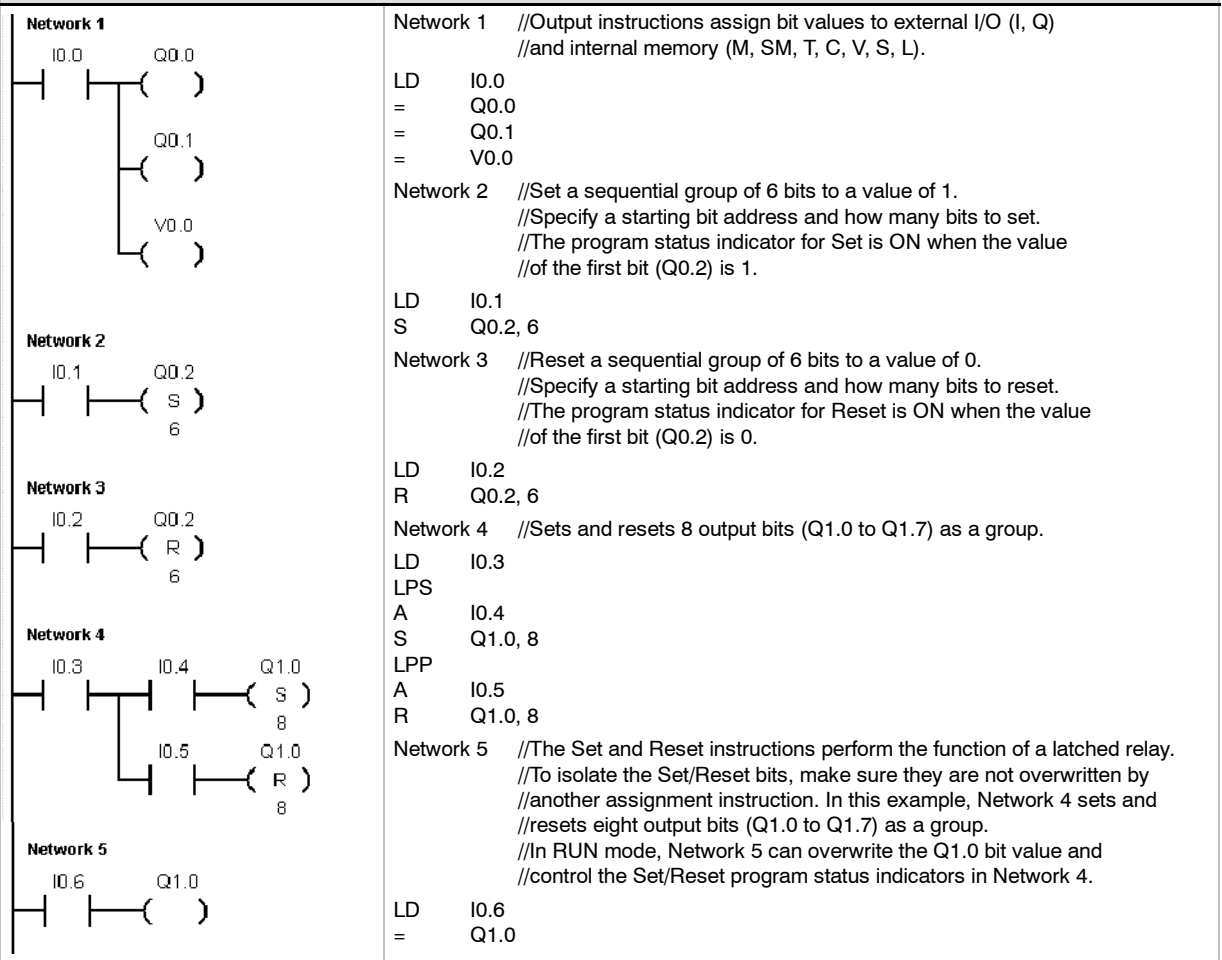 Network 1
I0.0 Q0.0
( )
Q0.1
( )
V0.0
( )
Network 2
I0.1 Q0.2
( S )
6
Network 3
I0.2 Q0.2
( R )
6
Network 4
I0.3 I0.4 Q1.0
( S )
8
I0.5 Q1.0
( R )
8
Network 5
I0.6 Q1.0
( )
Network 1 //Output instructions assign bit values to external I/O (I, Q)
//and internal memory (M, SM, T, C, V, S, L).
LD I0.0
= Q0.0
= Q0.1
= V0.0
Network 2 //Set a sequential group of 6 bits to a value of 1.
//Specify a starting bit address and how many bits to set.
//The program status indicator for Set is ON when the value
//of the first bit (Q0.2) is 1.
LD I0.1
S Q0.2, 6
Network 3 //Reset a sequential group of 6 bits to a value of 0.
//Specify a starting bit address and how many bits to reset.
//The program status indicator for Reset is ON when the value
//of the first bit (Q0.2) is 0.
LD I0.2
R Q0.2, 6
Network 4 //Sets and resets 8 output bits (Q1.0 to Q1.7) as a group.
LD I0.3
LPS
A I0.4
S Q1.0, 8
LPP
A I0.5
R Q1.0, 8
Network 5 //The Set and Reset instructions perform the function of a latched relay.
//To isolate the Set/Reset bits, make sure they are not overwritten by
//another assignment instruction. In this example, Network 4 sets and
//resets eight output bits (Q1.0 to Q1.7) as a group.
//In RUN mode, Network 5 can overwrite the Q1.0 bit value and
//control the Set/Reset program status indicators in Network 4.
LD I0.6
= Q1.0